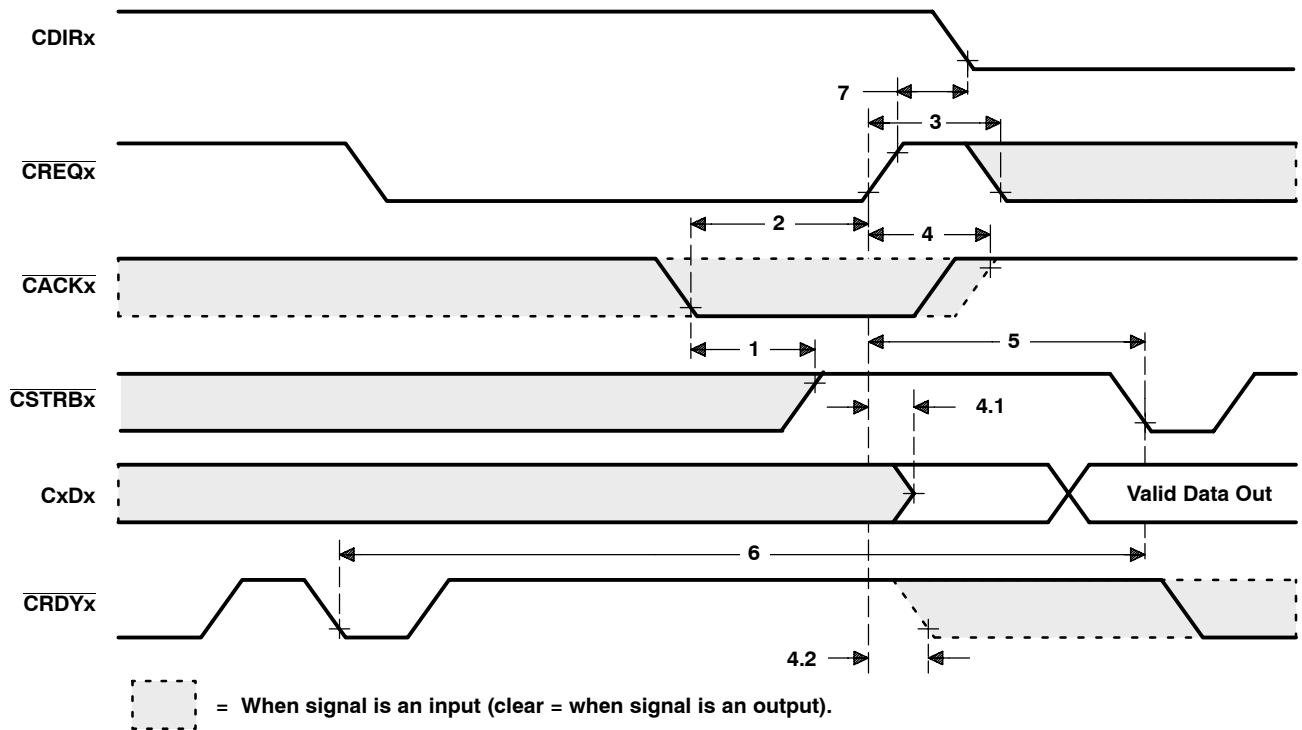 CDIRx
7
3
CREQx
2
4
CACKx
1
5
CSTRBx
4.1
CxDx
Valid Data Out
6
CRDYx
4.2
= When signal is an input (clear = when signal is an output).